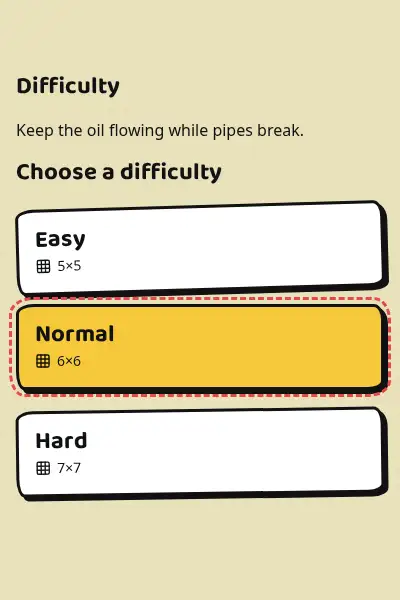 Difficulty
Keep the oil flowing while pipes break.
Choose a difficulty
Easy
5×5
Normal
6×6
Hard
7×7